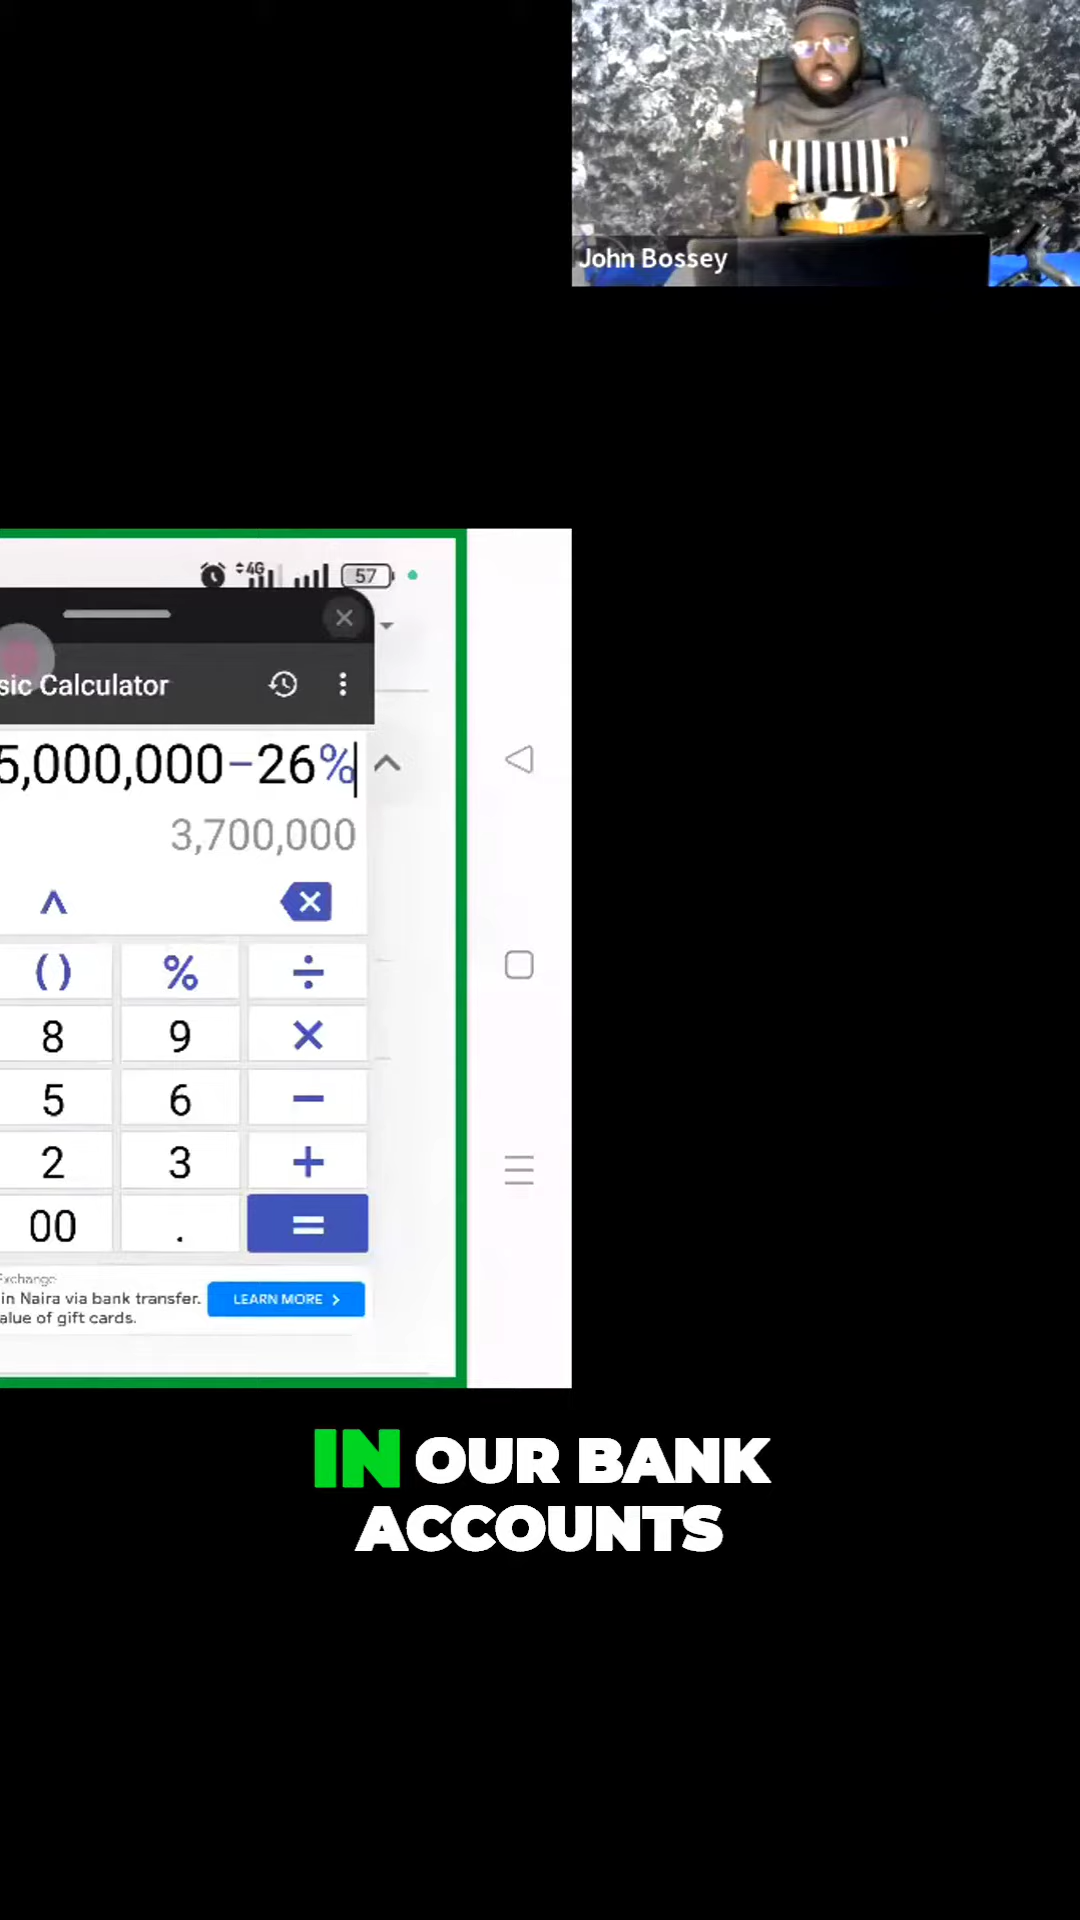 John Bossey
4G 57
sic Calculator
5,000,000−26%
3,700,000
^
( ) % ÷
8 9 ×
5 6 −
2 3 +
00 . =
Exchange
in Naira via bank transfer.
alue of gift cards.
LEARN MORE >
IN OUR BANK
ACCOUNTS